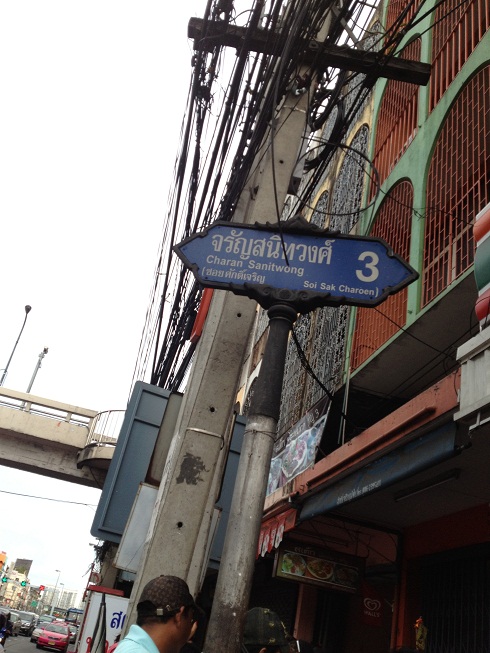 จรัญสนิทวงศ์ 3
Charan Sanitwong
(ซอยศักดิ์เจริญ Soi Sak Charoen)